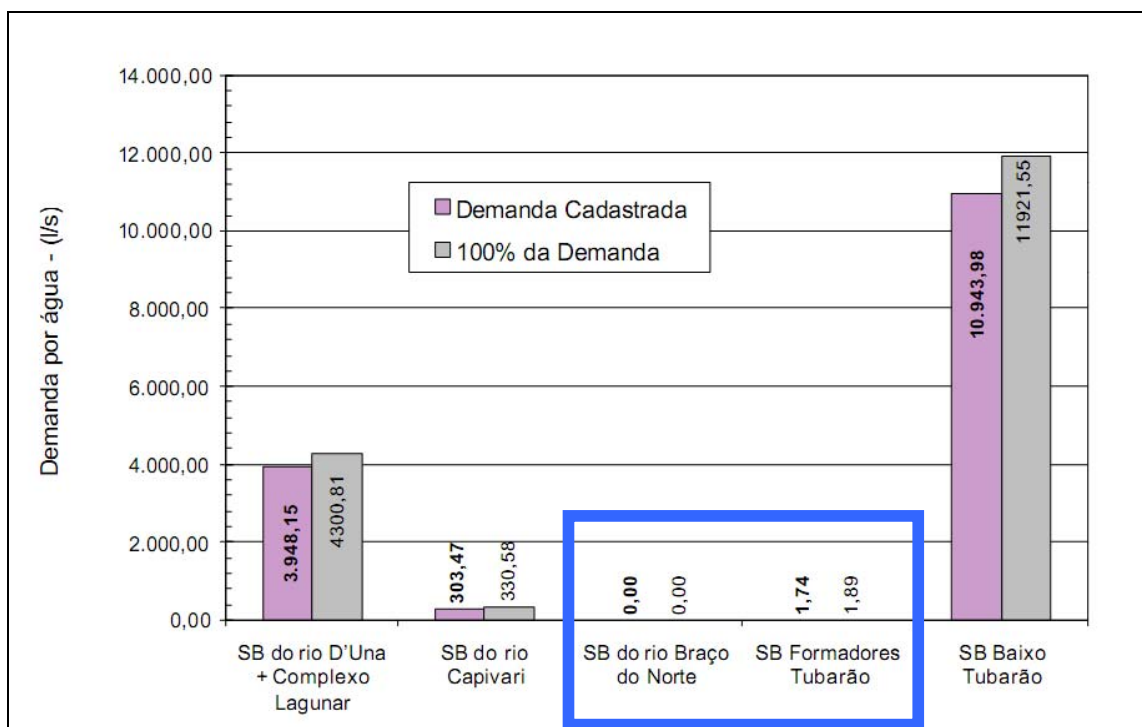 Demanda por água - (l/s)
14.000,00
12.000,00
10.000,00
8.000,00
6.000,00
4.000,00
2.000,00
0,00
Demanda Cadastrada
100% da Demanda
3.948,15
4300,81
303,47
330,58
0,00
0,00
1,74
1,89
10.943,98
11921,55
SB do rio D'Una
+ Complexo
Lagunar
SB do rio
Capivari
SB do rio Braço
do Norte
SB Formadores
Tubarão
SB Baixo
Tubarão